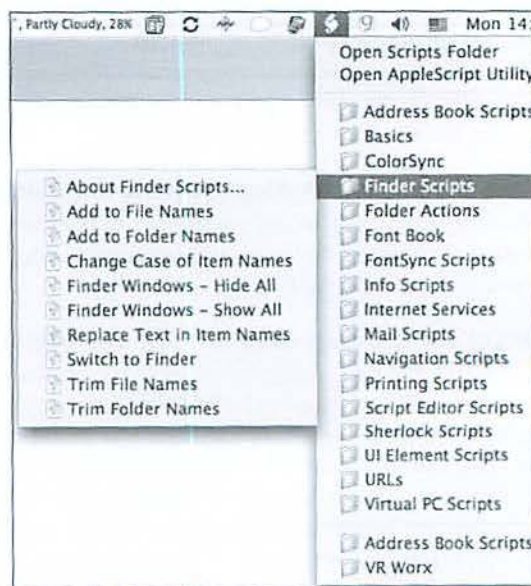 , Partly Cloudy, 28% Mon 14:
Open Scripts Folder
Open AppleScript Utility
Address Book Scripts
Basics
ColorSync
Finder Scripts
Folder Actions
Font Book
FontSync Scripts
Info Scripts
Internet Services
Mail Scripts
Navigation Scripts
Printing Scripts
Script Editor Scripts
Sherlock Scripts
UI Element Scripts
URLs
Virtual PC Scripts
Address Book Scripts
VR Worx
About Finder Scripts...
Add to File Names
Add to Folder Names
Change Case of Item Names
Finder Windows – Hide All
Finder Windows – Show All
Replace Text in Item Names
Switch to Finder
Trim File Names
Trim Folder Names